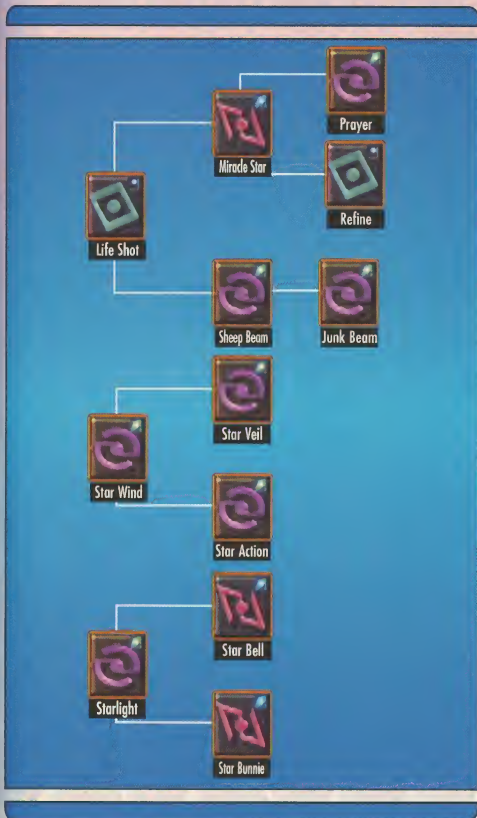 Prayer
Miracle Star
Refine
Life Shot
Sheep Beam
Junk Beam
Star Veil
Star Wind
Star Action
Star Bell
Starlight
Star Bunnie